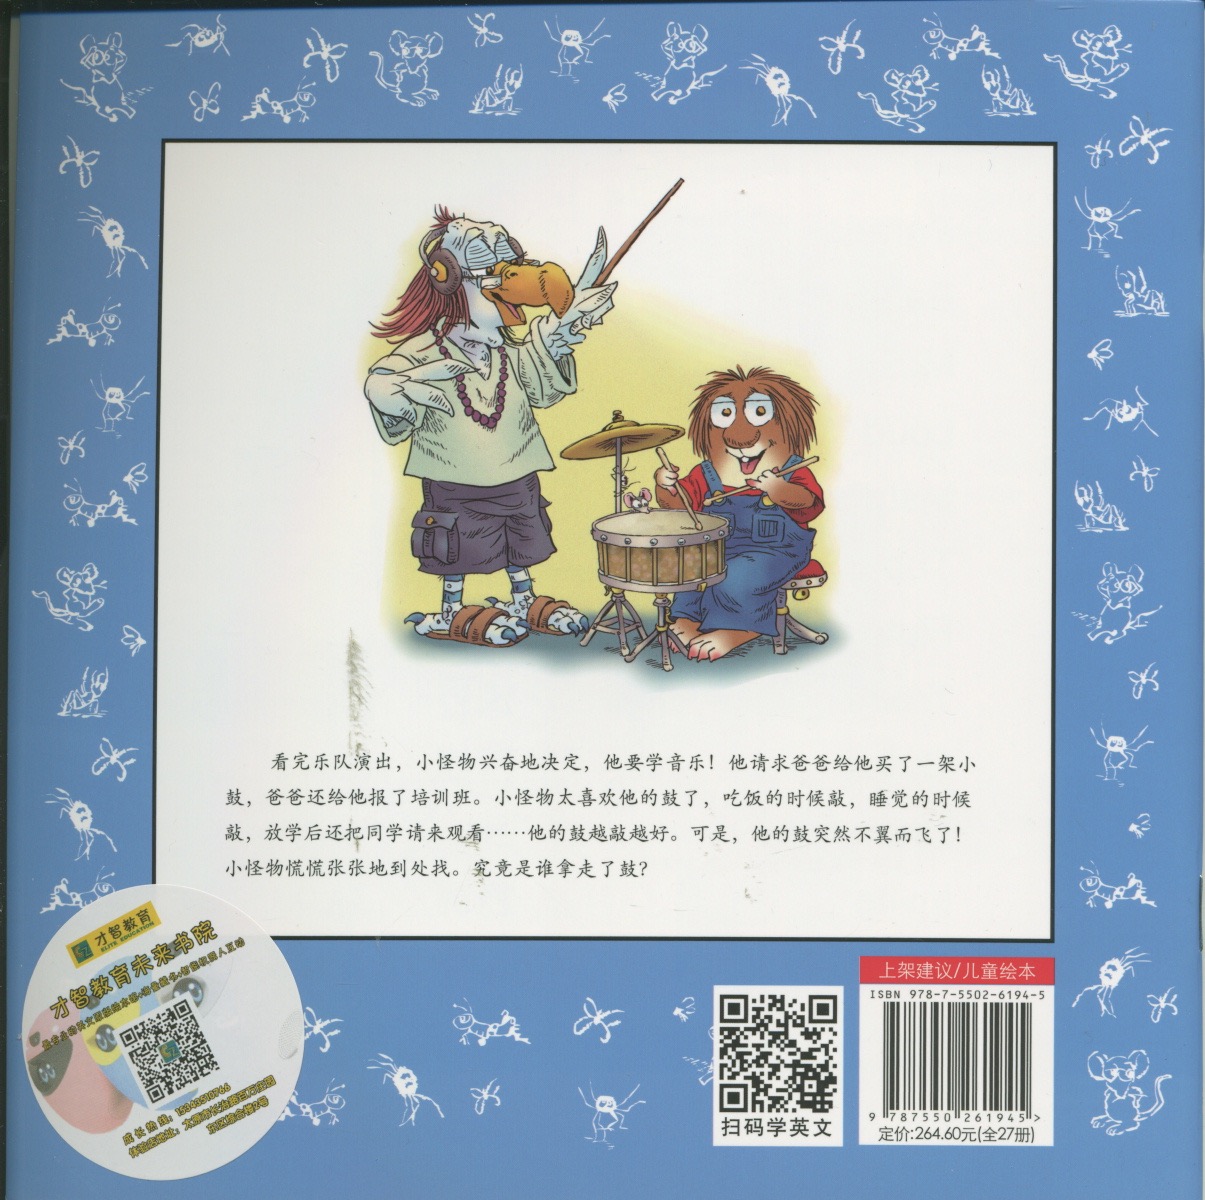 看完乐队演出，小怪物兴奋地决定，他要学音乐！他请求爸爸给他买了一架小
鼓，爸爸还给他报了培训班。小怪物太喜欢他的鼓了，吃饭的时候敲，睡觉的时候
敲，放学后还把同学请来观看……他的鼓越敲越好。可是，他的鼓突然不翼而飞了！
小怪物慌慌张张地到处找。究竟是谁拿走了鼓？
才智教育
ELITE EDUCATION
才智教育未来书院
成长热线：15343510766
扫码学英文
上架建议/儿童绘本
ISBN 978-7-5502-6194-5
9 787550 261945 >
定价:264.60元(全27册)